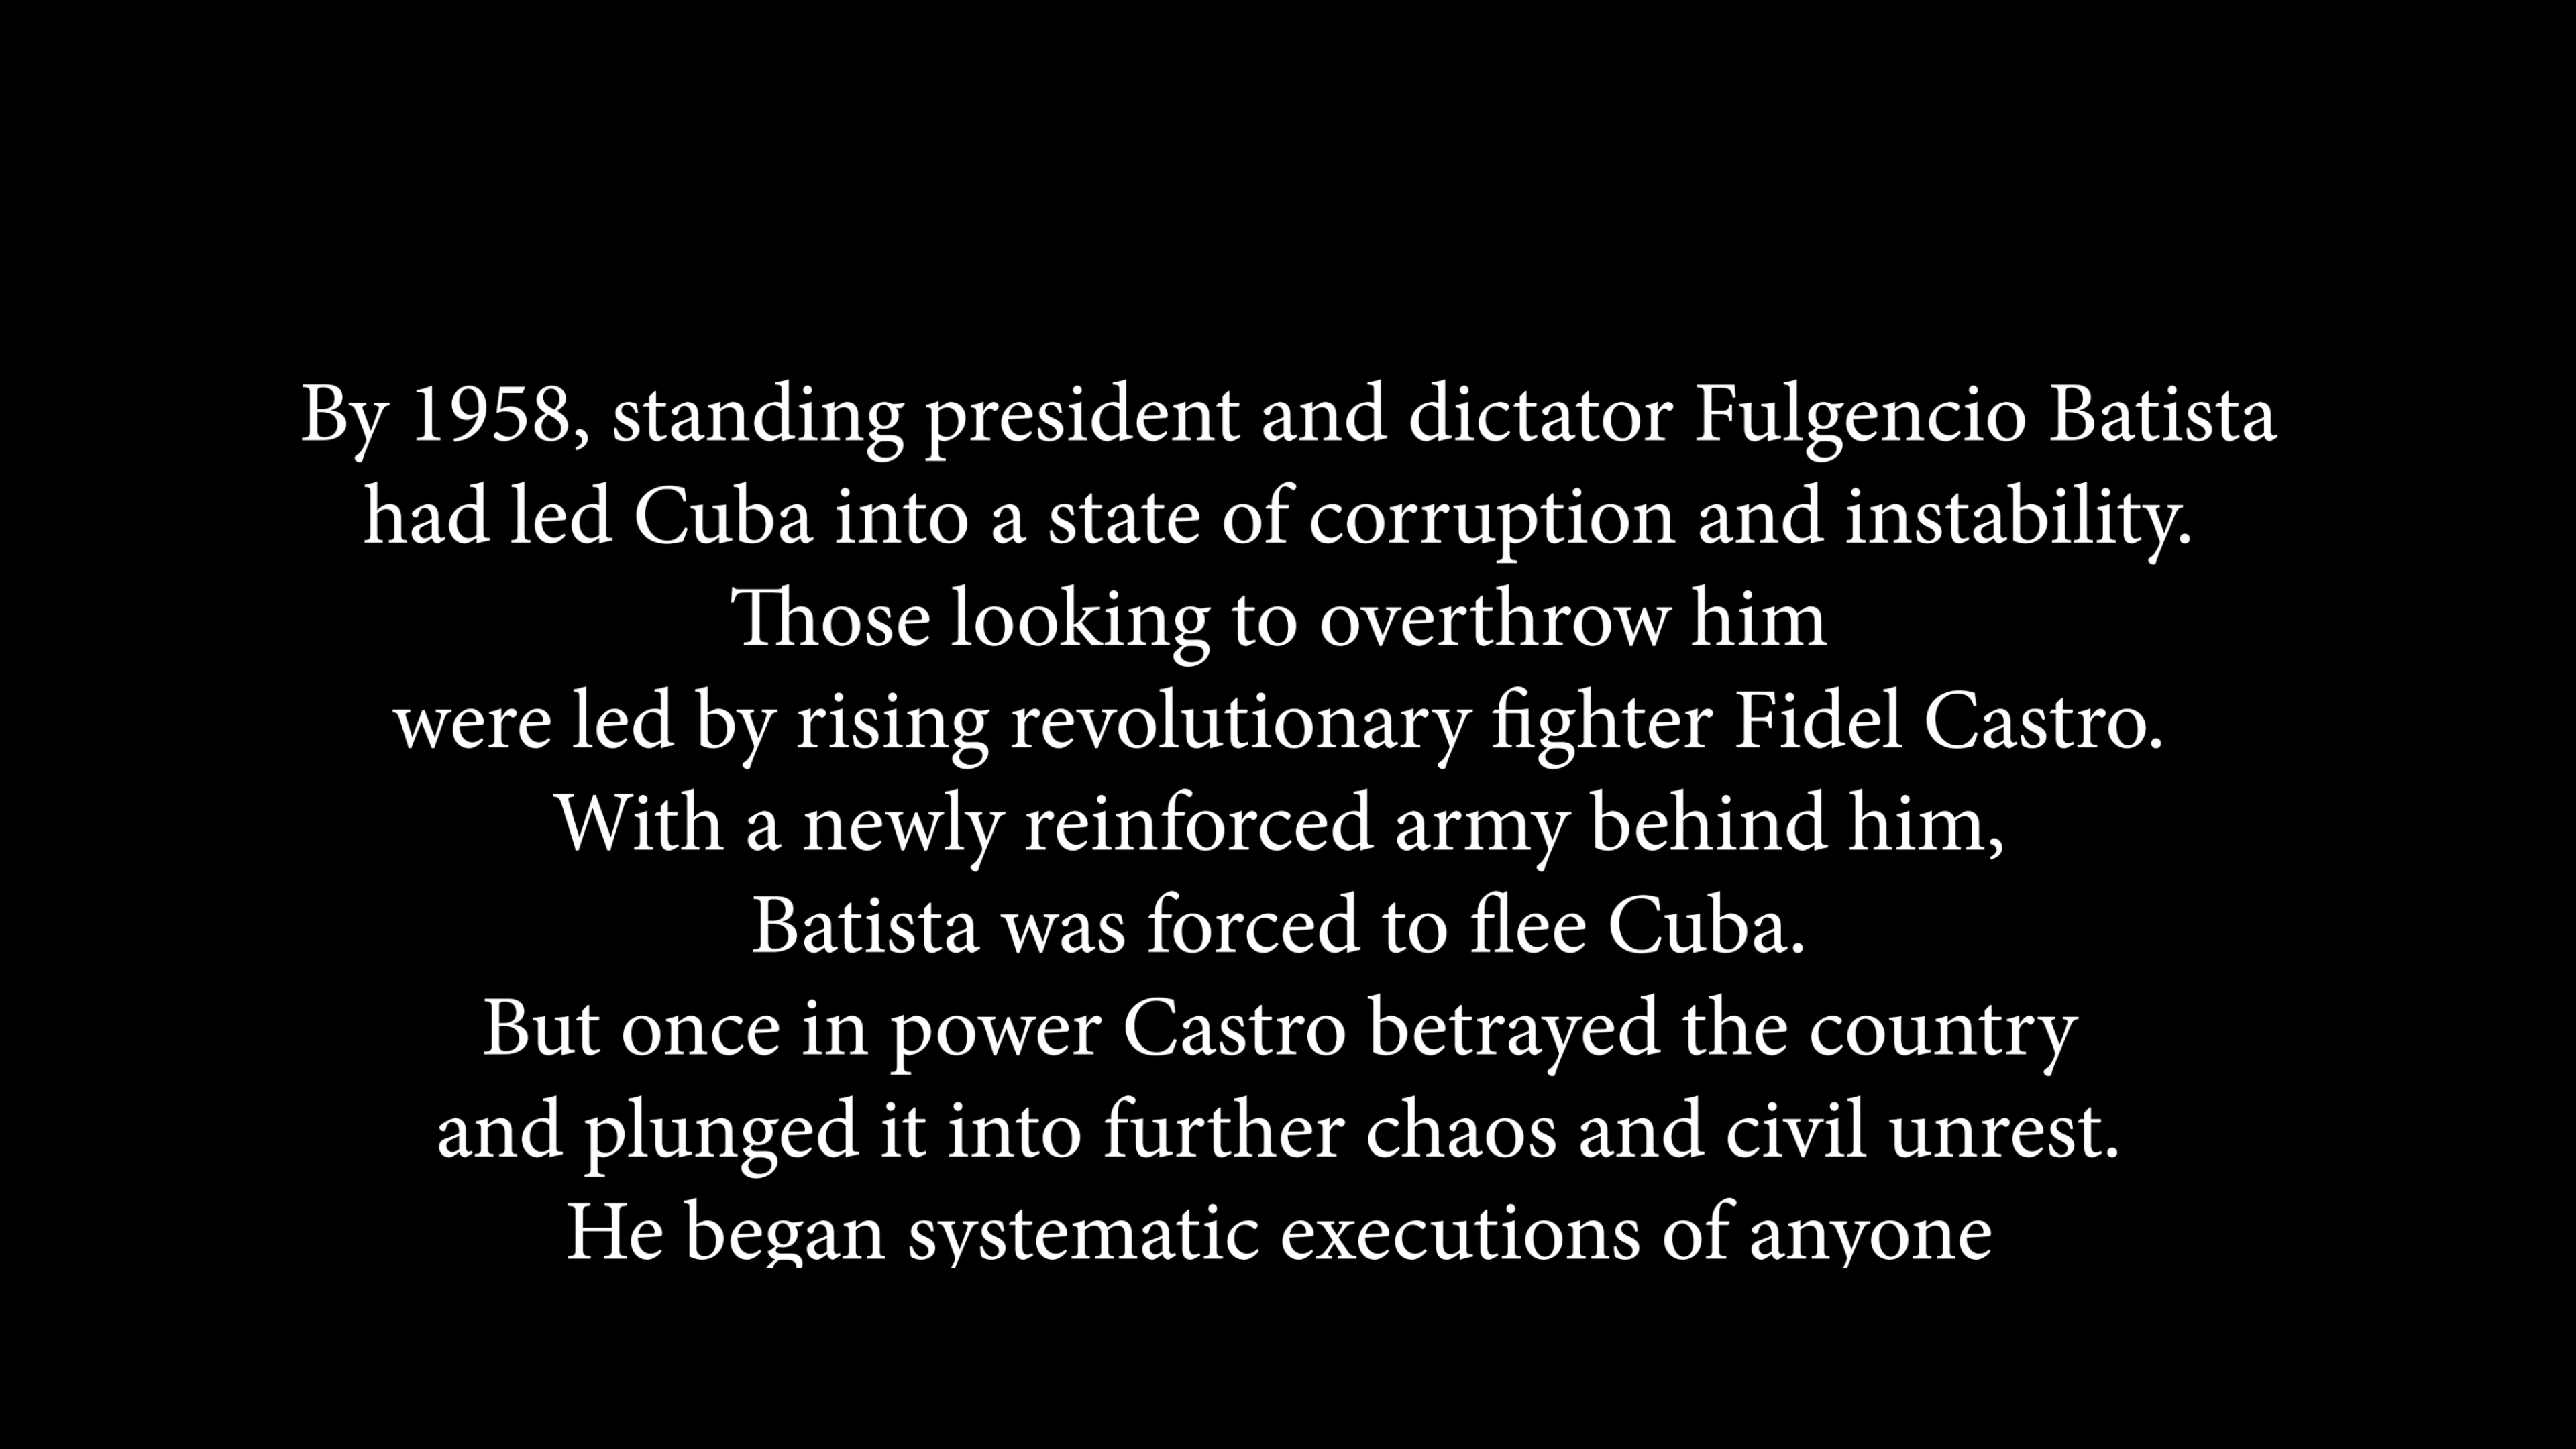 By 1958, standing president and dictator Fulgencio Batista
had led Cuba into a state of corruption and instability.
Those looking to overthrow him
were led by rising revolutionary fighter Fidel Castro.
With a newly reinforced army behind him,
Batista was forced to flee Cuba.
But once in power Castro betrayed the country
and plunged it into further chaos and civil unrest.
He began systematic executions of anyone